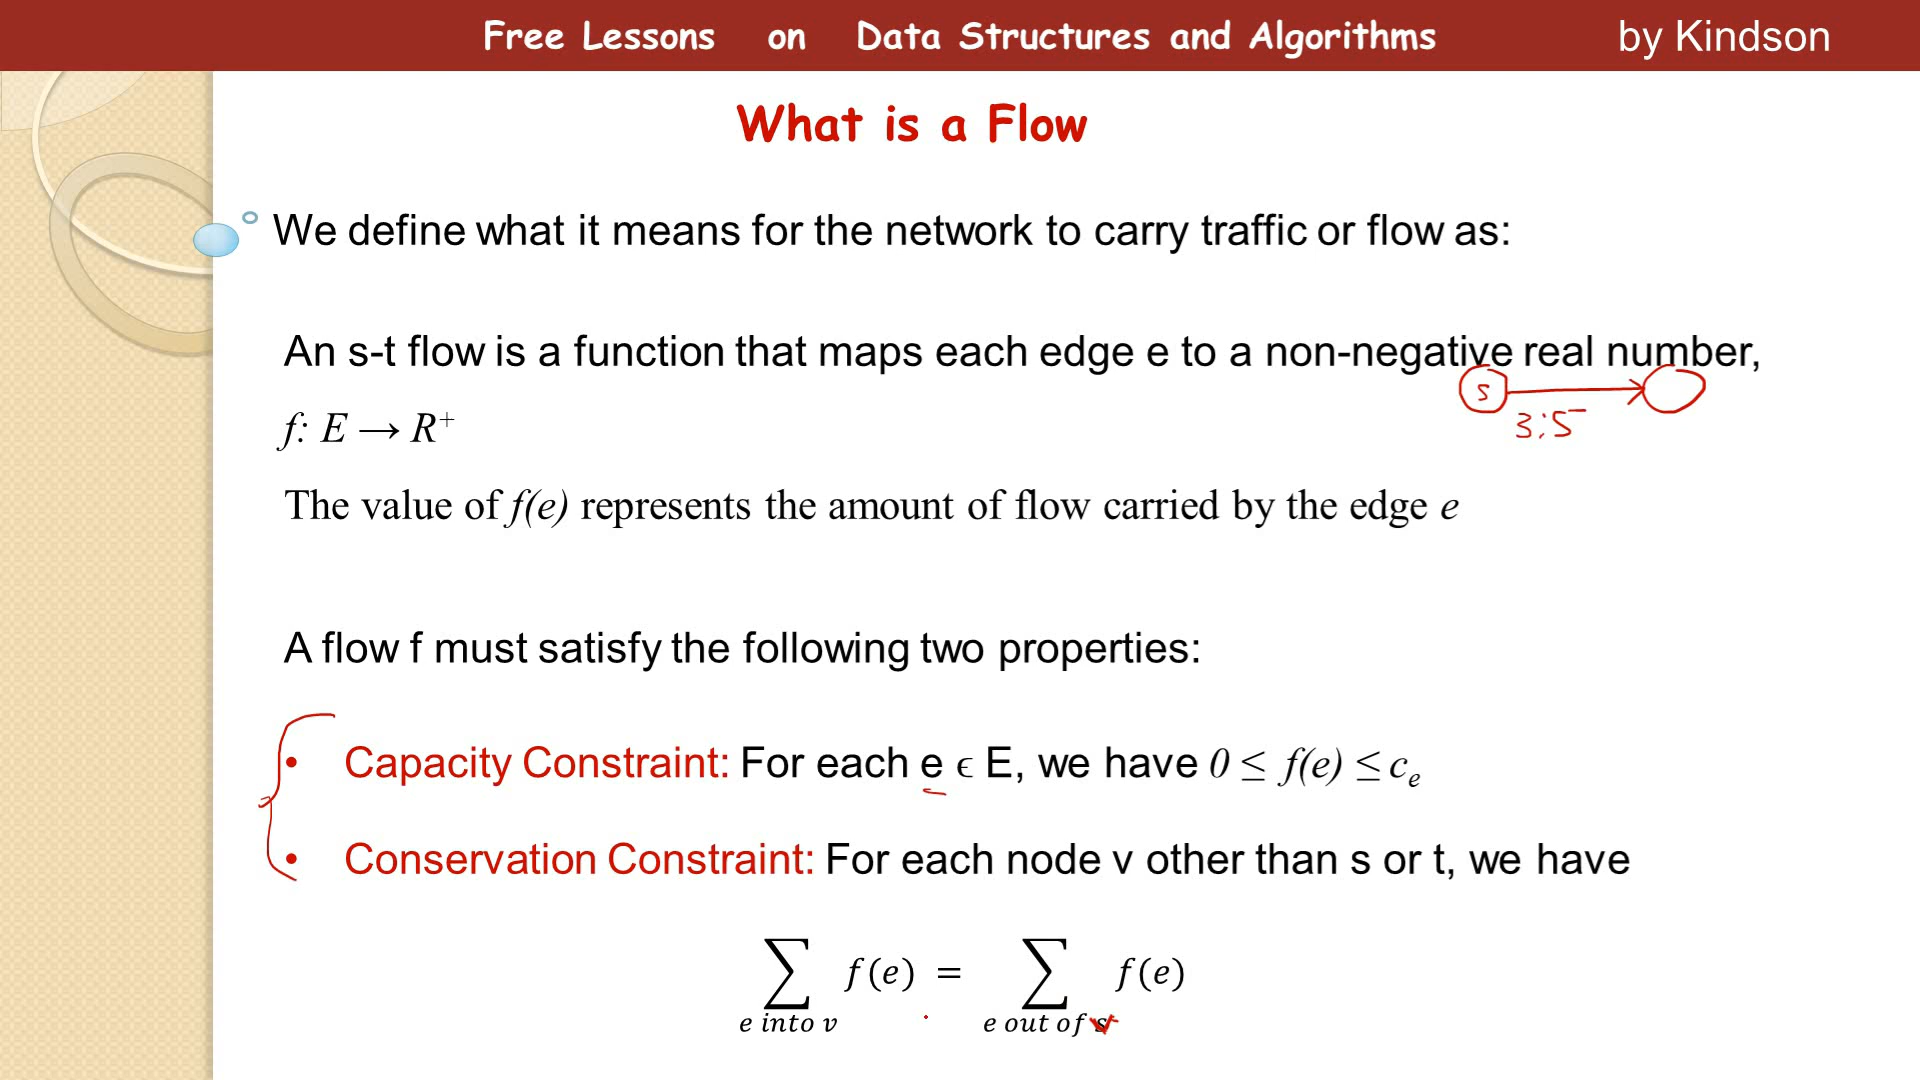 Free Lessons on Data Structures and Algorithms by Kindson
What is a Flow
We define what it means for the network to carry traffic or flow as:
An s-t flow is a function that maps each edge e to a non-negative real number,
s
3:5
f: E → R⁺
The value of f(e) represents the amount of flow carried by the edge e
A flow f must satisfy the following two properties:
• Capacity Constraint: For each e ϵ E, we have 0 ≤ f(e) ≤ cₑ
• Conservation Constraint: For each node v other than s or t, we have
∑ f(e) = ∑ f(e)
e into v e out of v